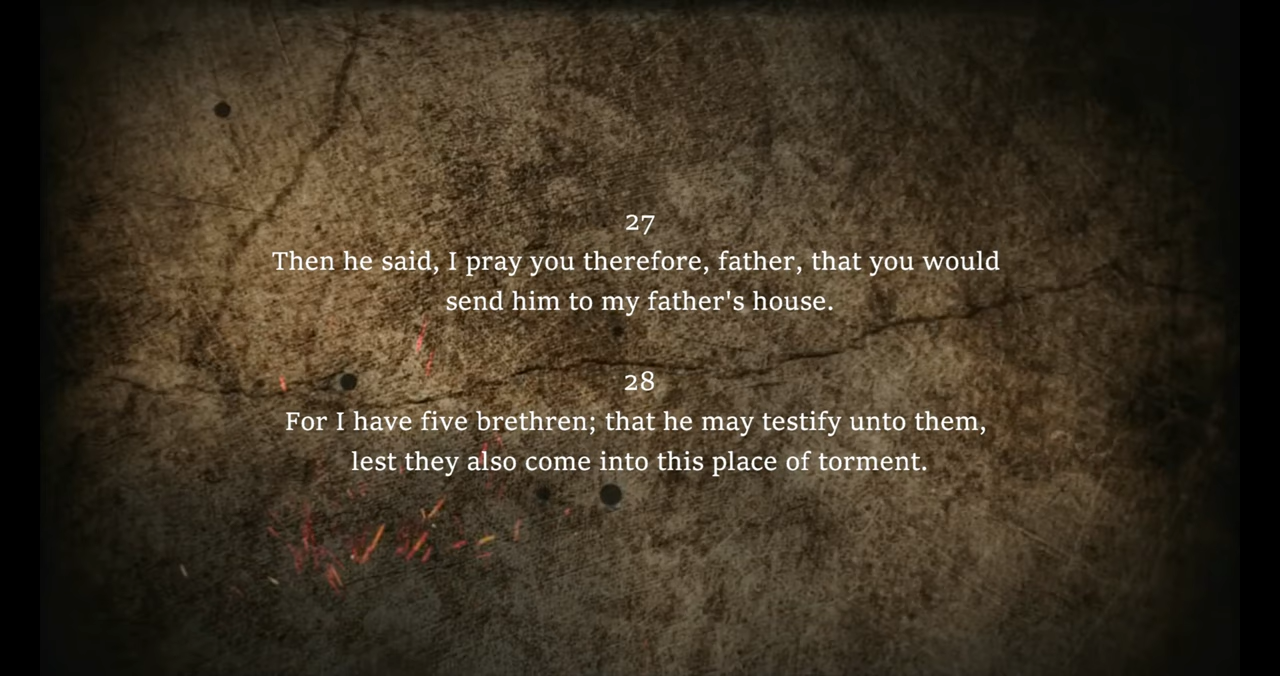 27
Then he said, I pray you therefore, father, that you would
send him to my father's house.
28
For I have five brethren; that he may testify unto them,
lest they also come into this place of torment.